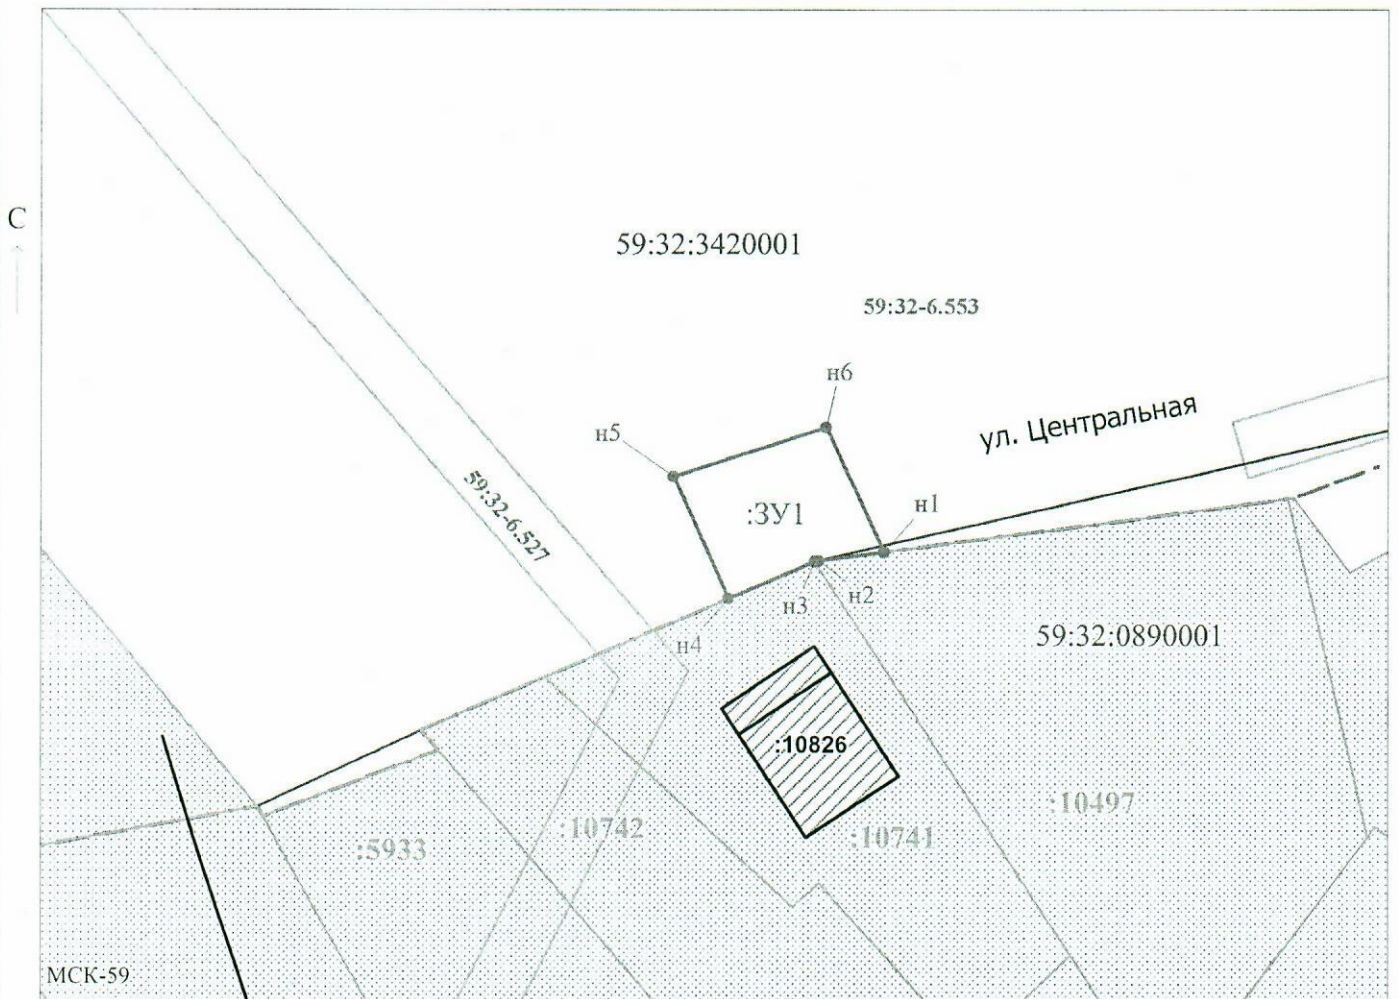 С
59:32:3420001
59:32-6.553
н6
ул. Центральная
н5
59:32-6.527
:ЗУ1
н1
н3
н2
н4
59:32:0890001
:10826
:10497
:10742
:10741
:5933
МСК-59